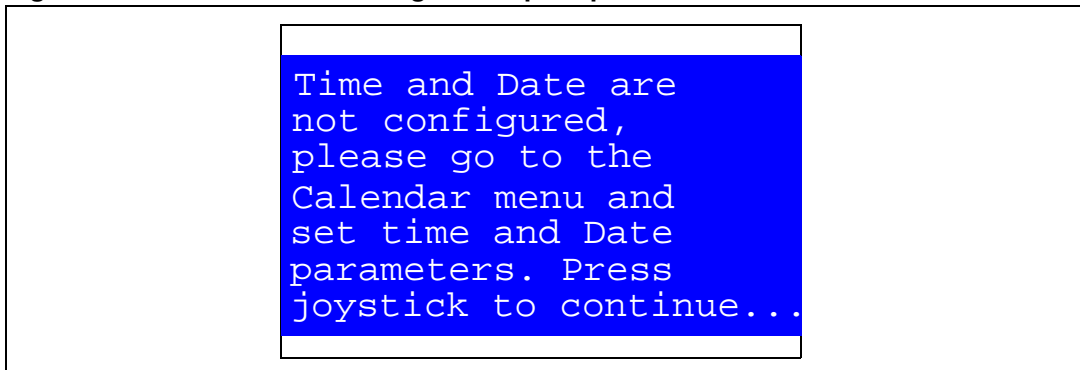 Time and Date are
not configured,
please go to the
Calendar menu and
set time and Date
parameters. Press
joystick to continue...